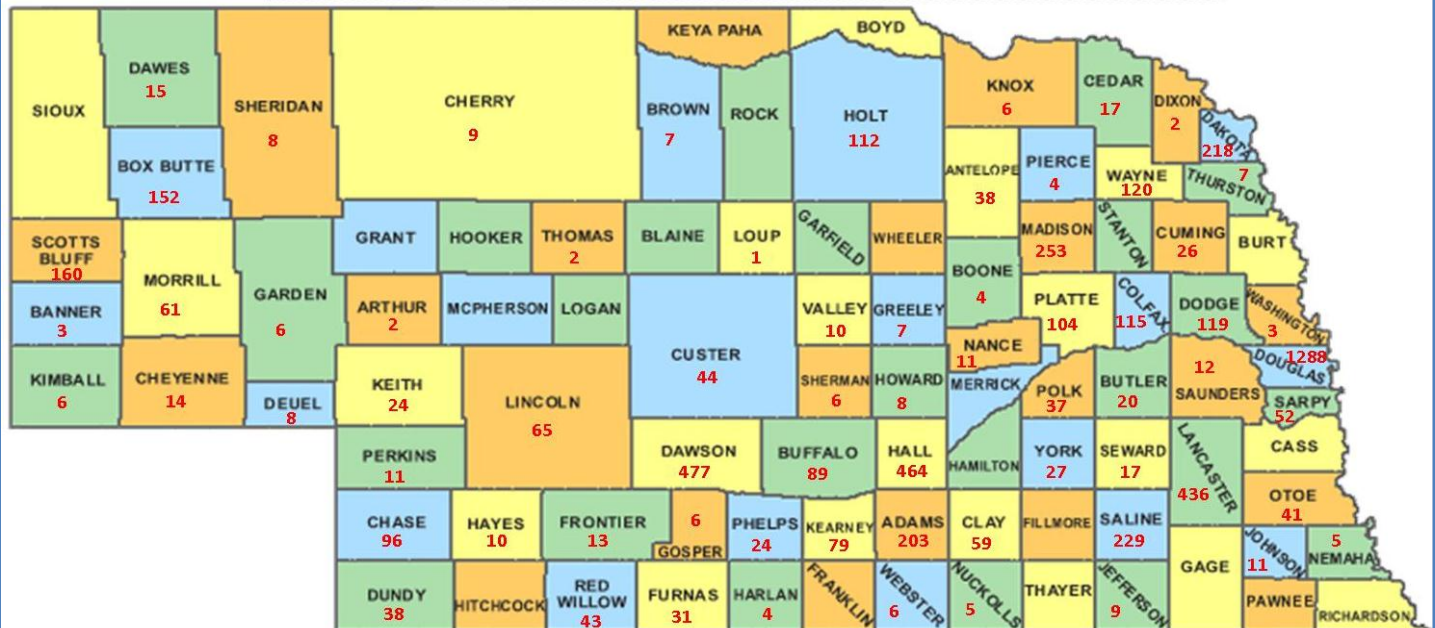 KEYA PAHA
BOYD
DAWES
15
SIOUX
SHERIDAN
8
CHERRY
9
BROWN
7
ROCK
HOLT
112
KNOX
6
CEDAR
17
DIXON
2
DAKOTA
218
BOX BUTTE
152
ANTELOPE
38
PIERCE
4
WAYNE
120
7
THURSTON
SCOTTS
BLUFF
160
MORRILL
61
GARDEN
6
GRANT
HOOKER
THOMAS
2
BLAINE
LOUP
1
GARFIELD
WHEELER
MADISON
253
STANTON
CUMING
26
BURT
BANNER
3
ARTHUR
2
MCPHERSON
LOGAN
CUSTER
44
VALLEY
10
GREELEY
7
BOONE
4
PLATTE
104
COLFAX
115
DODGE
119
WASHINGTON
3
KIMBALL
6
CHEYENNE
14
DEUEL
8
KEITH
24
LINCOLN
65
SHERMAN
6
HOWARD
8
NANCE
11
MERRICK
POLK
37
BUTLER
20
12
SAUNDERS
1288
DOUGLAS
SARPY
52
PERKINS
11
DAWSON
477
BUFFALO
89
HALL
464
HAMILTON
YORK
27
SEWARD
17
LANCASTER
436
CASS
CHASE
96
HAYES
10
FRONTIER
13
6
GOSPER
PHELPS
24
KEARNEY
79
ADAMS
203
CLAY
59
FILLMORE
SALINE
229
OTOE
41
DUNDY
38
HITCHCOCK
RED
WILLOW
43
FURNAS
31
HARLAN
4
FRANKLIN
WEBSTER
6
NUCKOLLS
5
THAYER
JEFFERSON
9
GAGE
JOHNSON
11
5
NEMAHA
PAWNEE
RICHARDSON